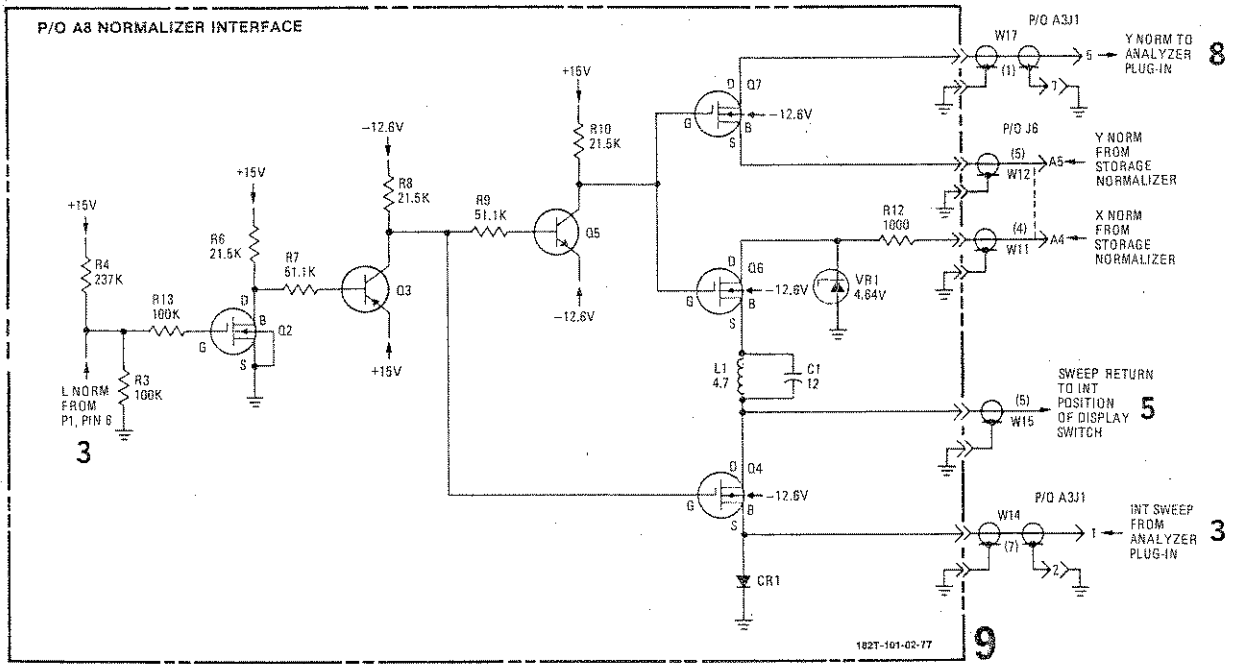 P/O A8 NORMALIZER INTERFACE
P/O A3J1
W17
(1)
5
Y NORM TO
ANALYZER
PLUG-IN
8
7
+15V
D
Q7
-12.6V
B
G
S
R10
21.5K
-12.6V
P/O J6
(5)
W12
A5
Y NORM
FROM
STORAGE
NORMALIZER
R8
21.5K
R9
51.1K
Q5
-12.6V
R12
1000
(4)
W11
A4
X NORM
FROM
STORAGE
NORMALIZER
+15V
+15V
R4
237K
R6
21.5K
R7
51.1K
Q3
+15V
D
Q6
-12.6V
B
G
S
VR1
4.64V
R13
100K
D
B
Q2
G
S
L NORM
FROM
P1, PIN 6
R3
100K
3
L1
4.7
C1
12
(5)
W15
SWEEP RETURN
TO INT
POSITION
OF DISPLAY
SWITCH
5
D
Q4
-12.6V
B
G
S
P/O A3J1
W14
(7)
1
INT SWEEP
FROM
ANALYZER
PLUG-IN
3
2
CR1
182T-101-02-77
9